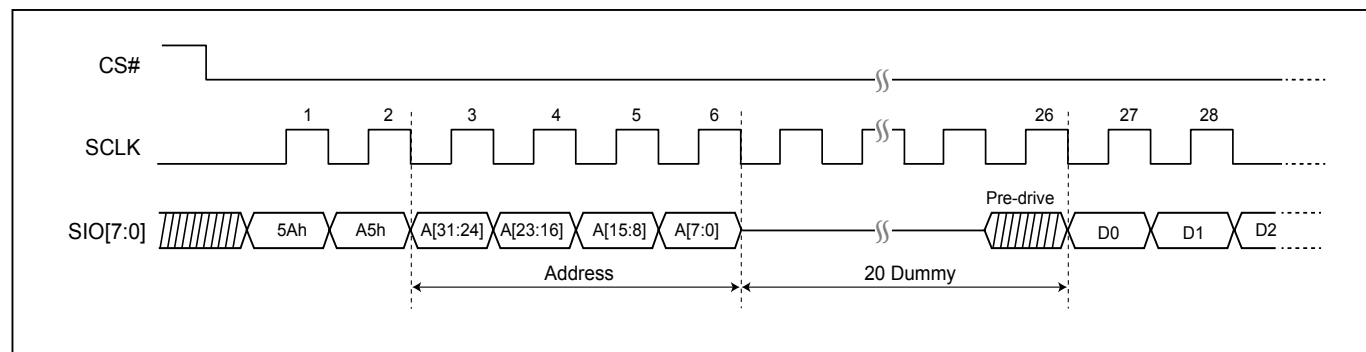 CS#
1 2 3 4 5 6 26 27 28
SCLK
Pre-drive
SIO[7:0] 5Ah A5h A[31:24] A[23:16] A[15:8] A[7:0] D0 D1 D2
Address 20 Dummy